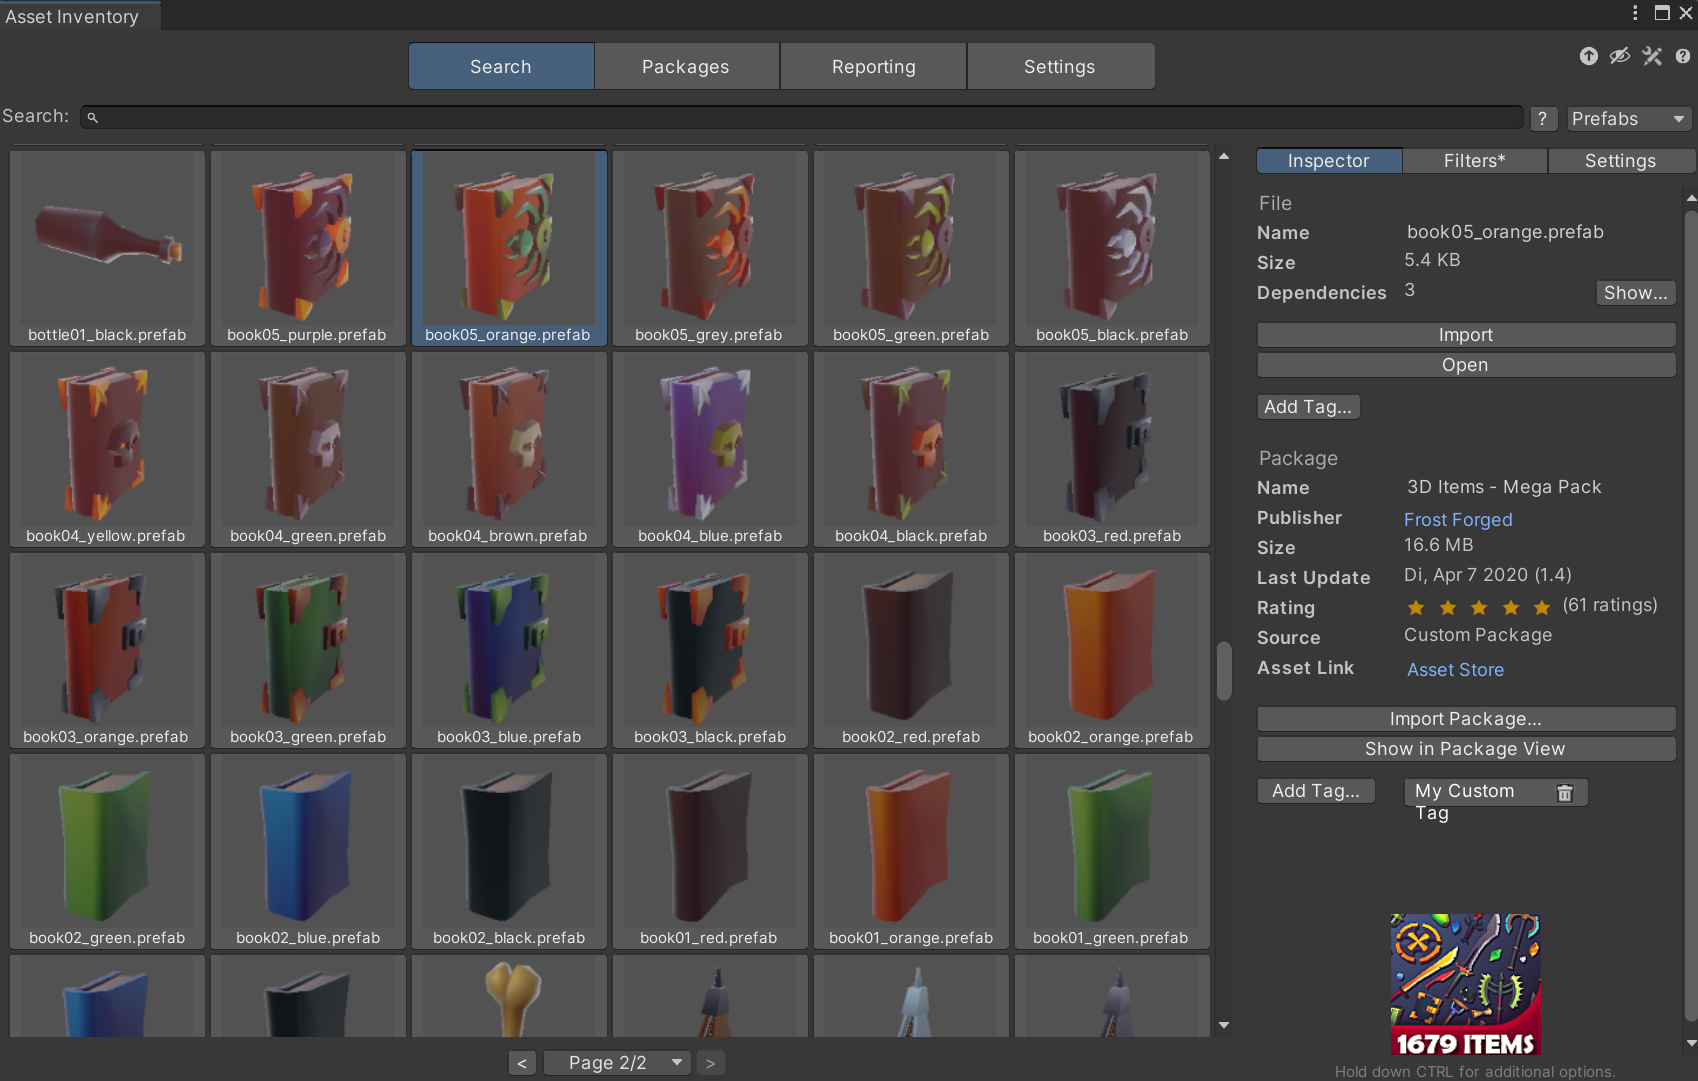 Asset Inventory
Search Packages Reporting Settings
Search: ? Prefabs
bottle01_black.prefab book05_purple.prefab book05_orange.prefab book05_grey.prefab book05_green.prefab book05_black.prefab
book04_yellow.prefab book04_green.prefab book04_brown.prefab book04_blue.prefab book04_black.prefab book03_red.prefab
book03_orange.prefab book03_green.prefab book03_blue.prefab book03_black.prefab book02_red.prefab book02_orange.prefab
book02_green.prefab book02_blue.prefab book02_black.prefab book01_red.prefab book01_orange.prefab book01_green.prefab
< Page 2/2 >
Inspector Filters* Settings
File
Name book05_orange.prefab
Size 5.4 KB
Dependencies 3 Show...
Import
Open
Add Tag...
Package
Name 3D Items - Mega Pack
Publisher Frost Forged
Size 16.6 MB
Last Update Di, Apr 7 2020 (1.4)
Rating (61 ratings)
Source Custom Package
Asset Link Asset Store
Import Package...
Show in Package View
Add Tag... My Custom
Tag
1679 ITEMS
Hold down CTRL for additional options.